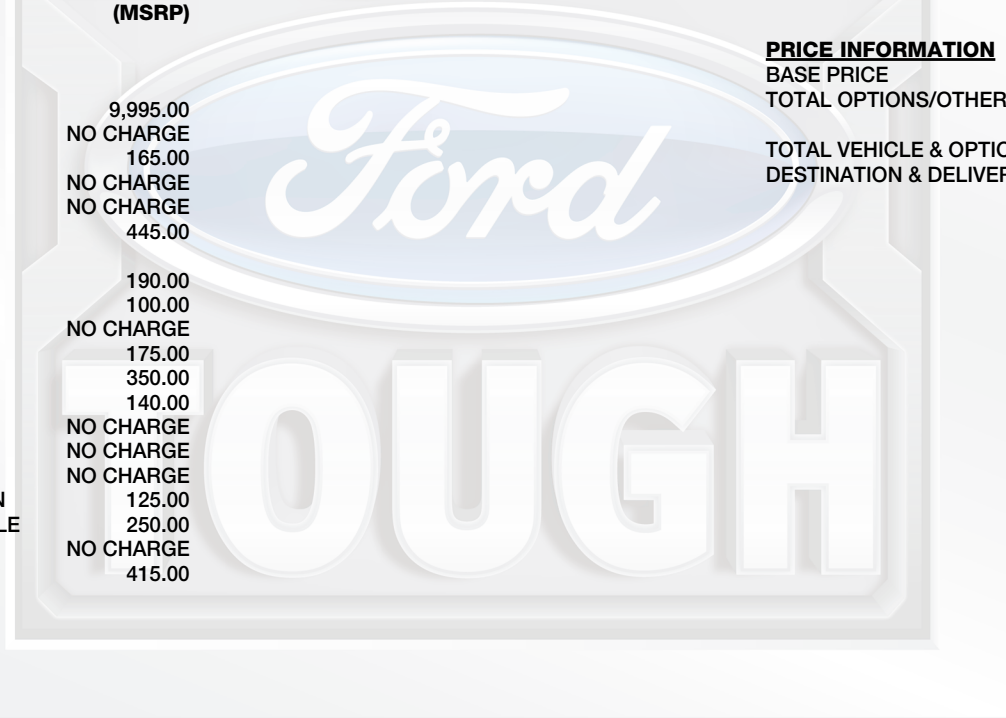 (MSRP)
9,995.00
NO CHARGE
165.00
NO CHARGE
NO CHARGE
445.00
190.00
100.00
NO CHARGE
175.00
350.00
140.00
NO CHARGE
NO CHARGE
NO CHARGE
N 125.00
LE 250.00
NO CHARGE
415.00
PRICE INFORMATION
BASE PRICE
TOTAL OPTIONS/OTHER
TOTAL VEHICLE & OPTIO
DESTINATION & DELIVER
Ford
TOUGH